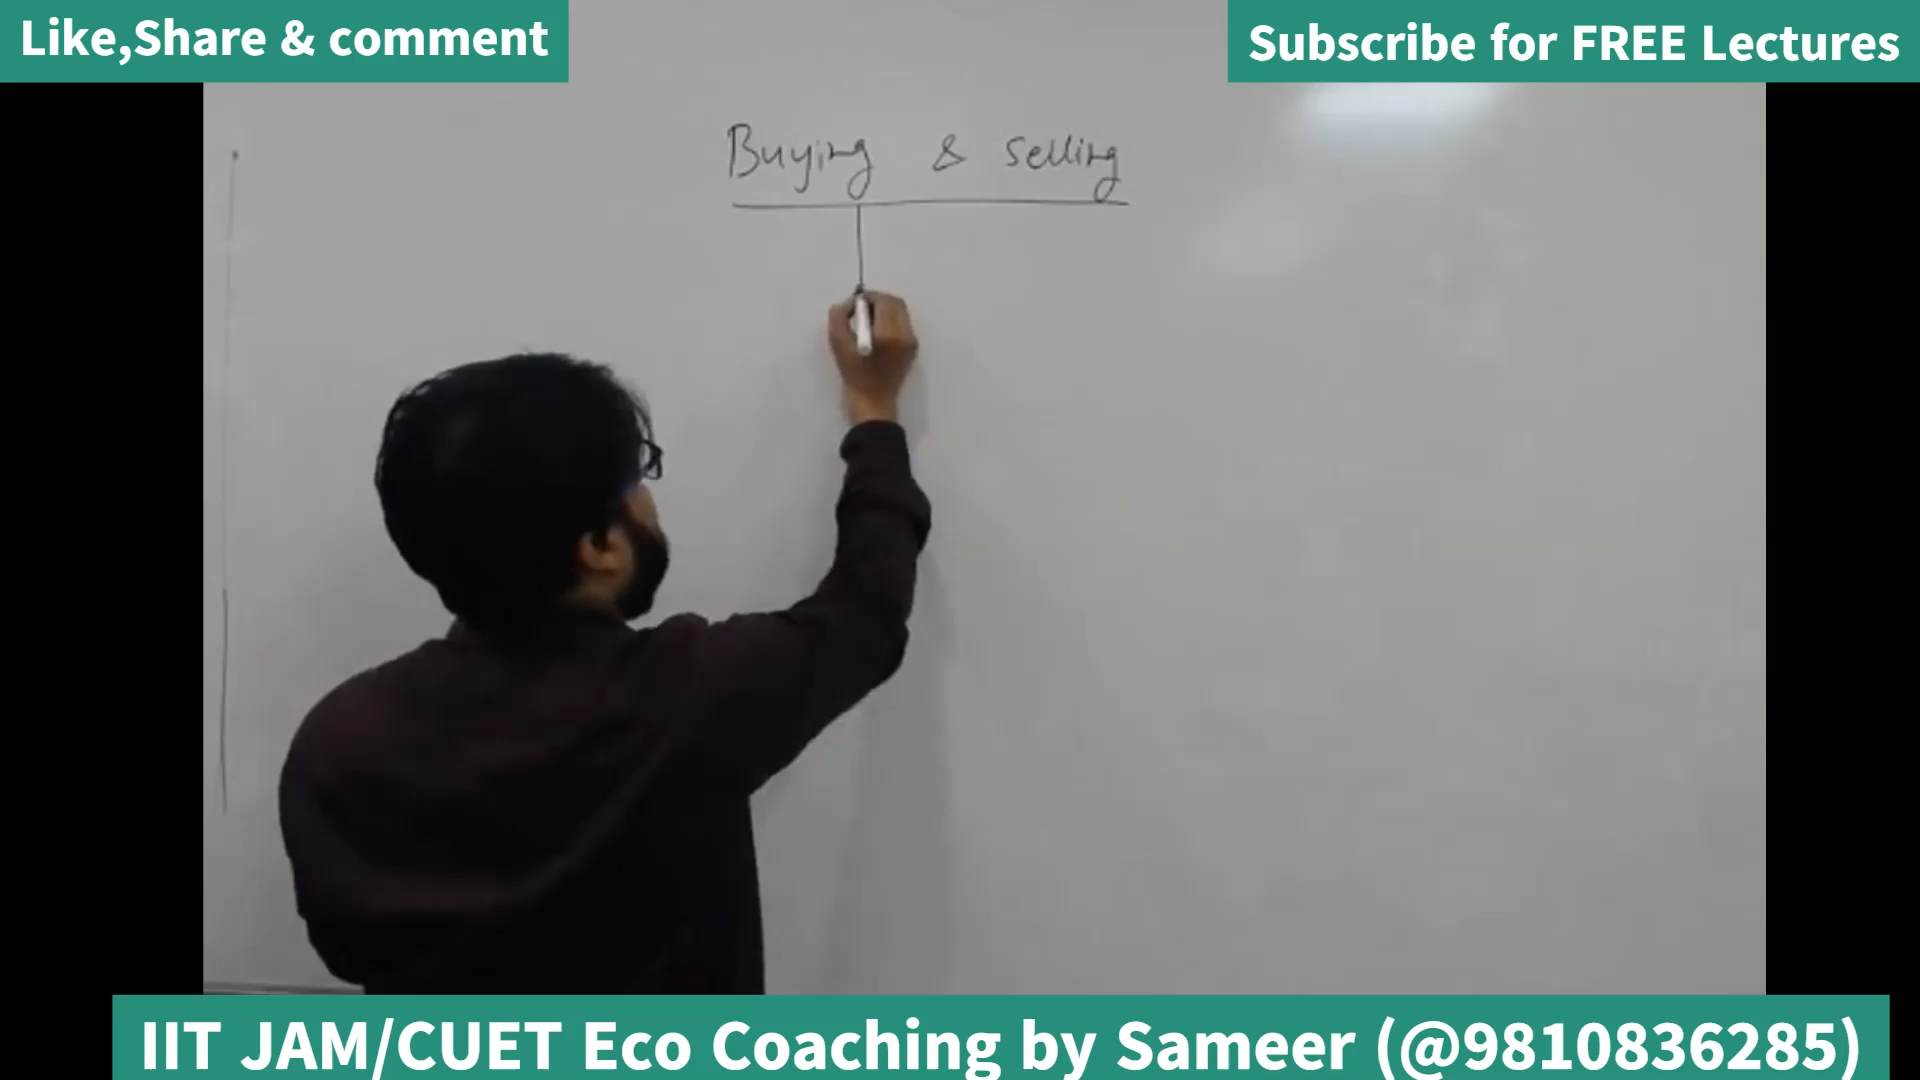 Like,Share & comment
Subscribe for FREE Lectures
Buying & Selling
IIT JAM/CUET Eco Coaching by Sameer (@9810836285)